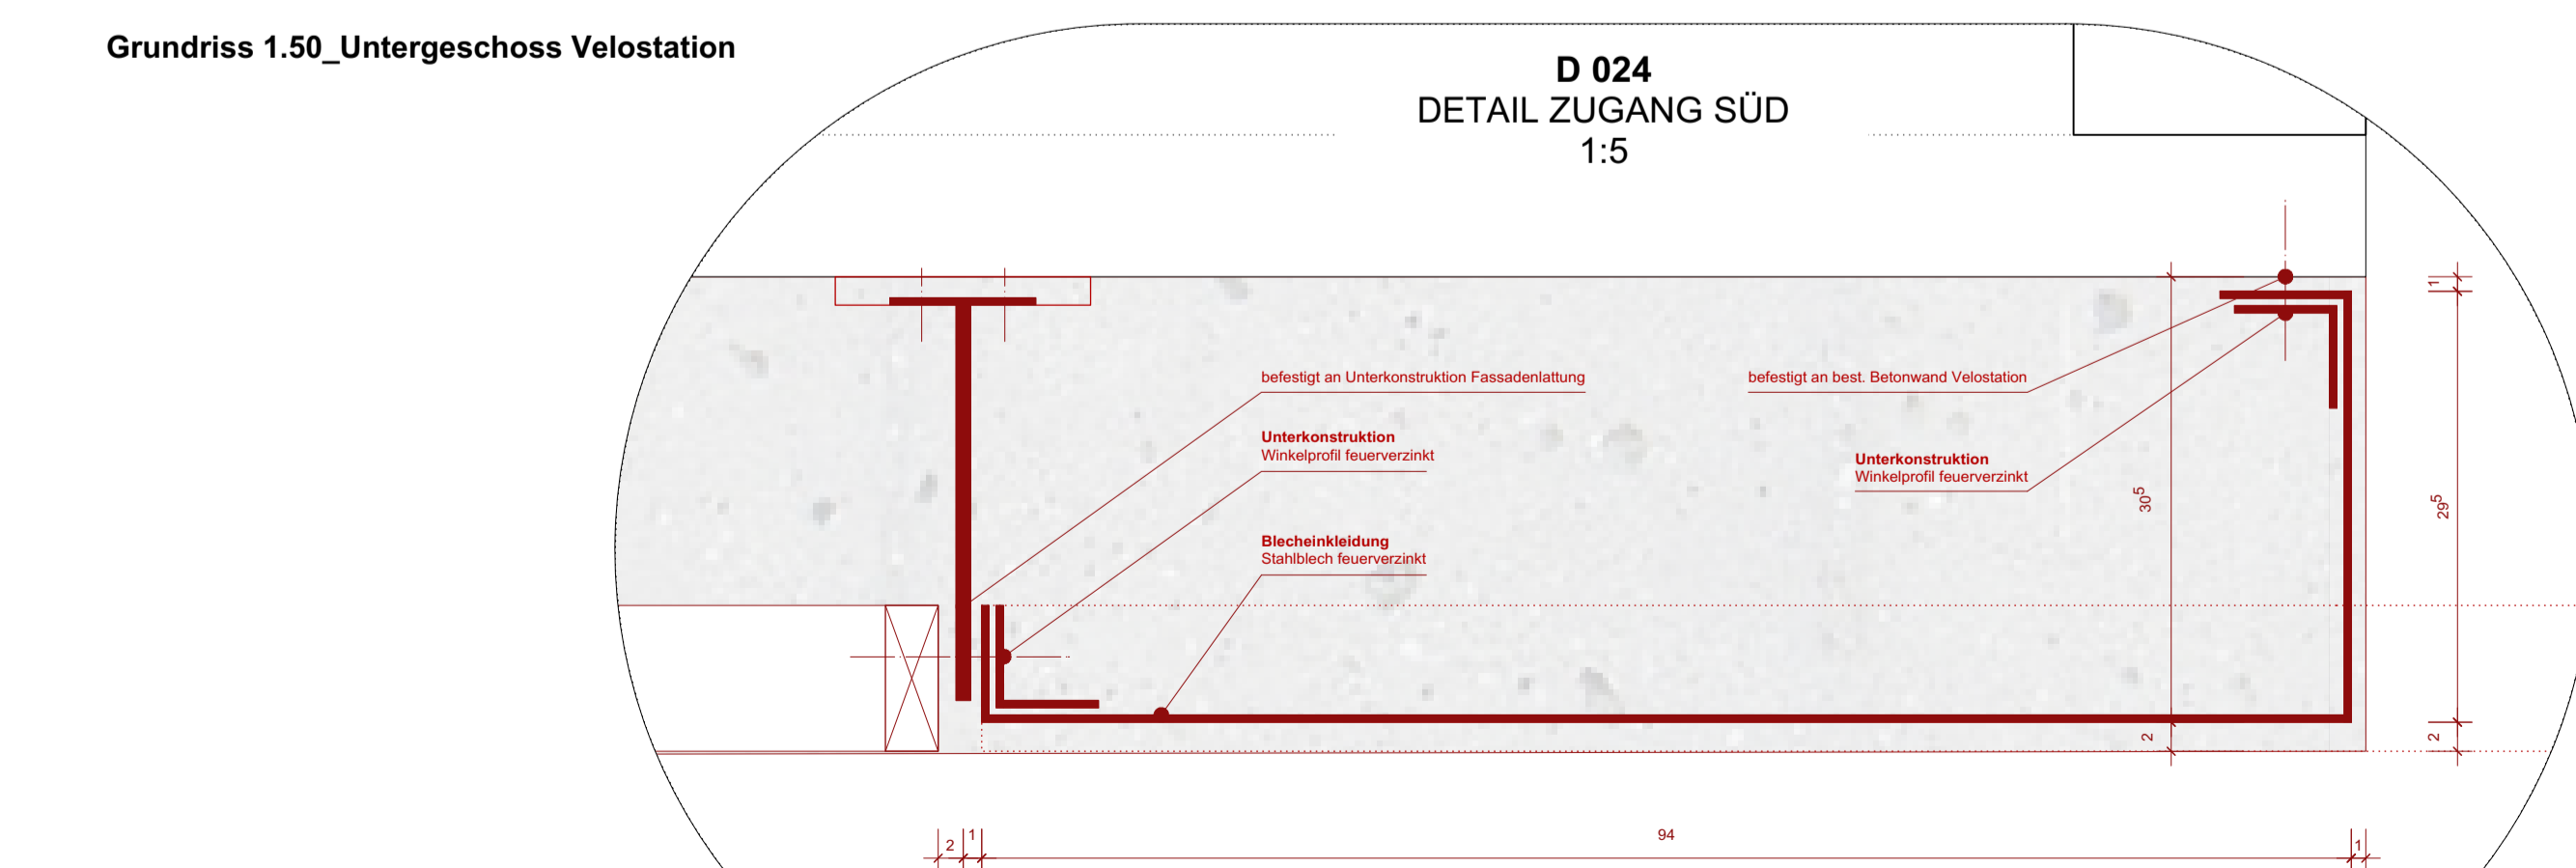 Grundriss 1.50_Untergeschoss Velostation
D 024
DETAIL ZUGANG SÜD
1:5
befestigt an Unterkonstruktion Fassadenlattung
befestigt an best. Betonwand Velostation
Unterkonstruktion
Winkelprofil feuerverzinkt
Unterkonstruktion
Winkelprofil feuerverzinkt
Blecheinkleidung
Stahlblech feuerverzinkt
1
30⁵
29⁵
2
2
2
1
94
1